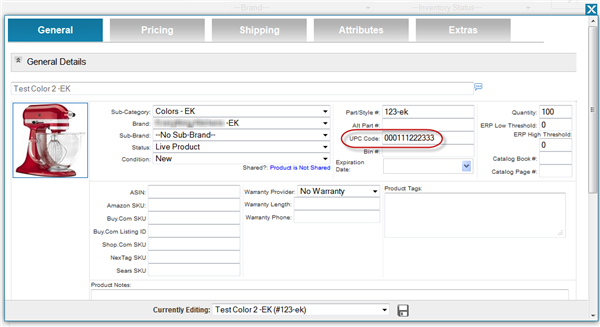 --Brand--
--Inventory Status--
General
Pricing
Shipping
Attributes
Extras
General Details
Test Color 2 -EK
Sub-Category: Colors - EK
Brand: -EK
Sub-Brand: --No Sub-Brand--
Status: Live Product
Condition: New
Shared?: Product is Not Shared
Part/Style #: 123-ek
Alt Part #:
UPC Code: 000111222333
Bin #:
Expiration Date:
Quantity: 100
ERP Low Threshold: 0
ERP High Threshold: 0
Catalog Book #:
Catalog Page #:
ASIN:
Amazon SKU:
Buy.Com SKU:
Buy.Com Listing ID
Shop.Com SKU
NexTag SKU
Sears SKU
Warranty Provider: No Warranty
Warranty Length:
Warranty Phone:
Product Tags:
Product Notes:
Currently Editing: Test Color 2 -EK (#123-ek)